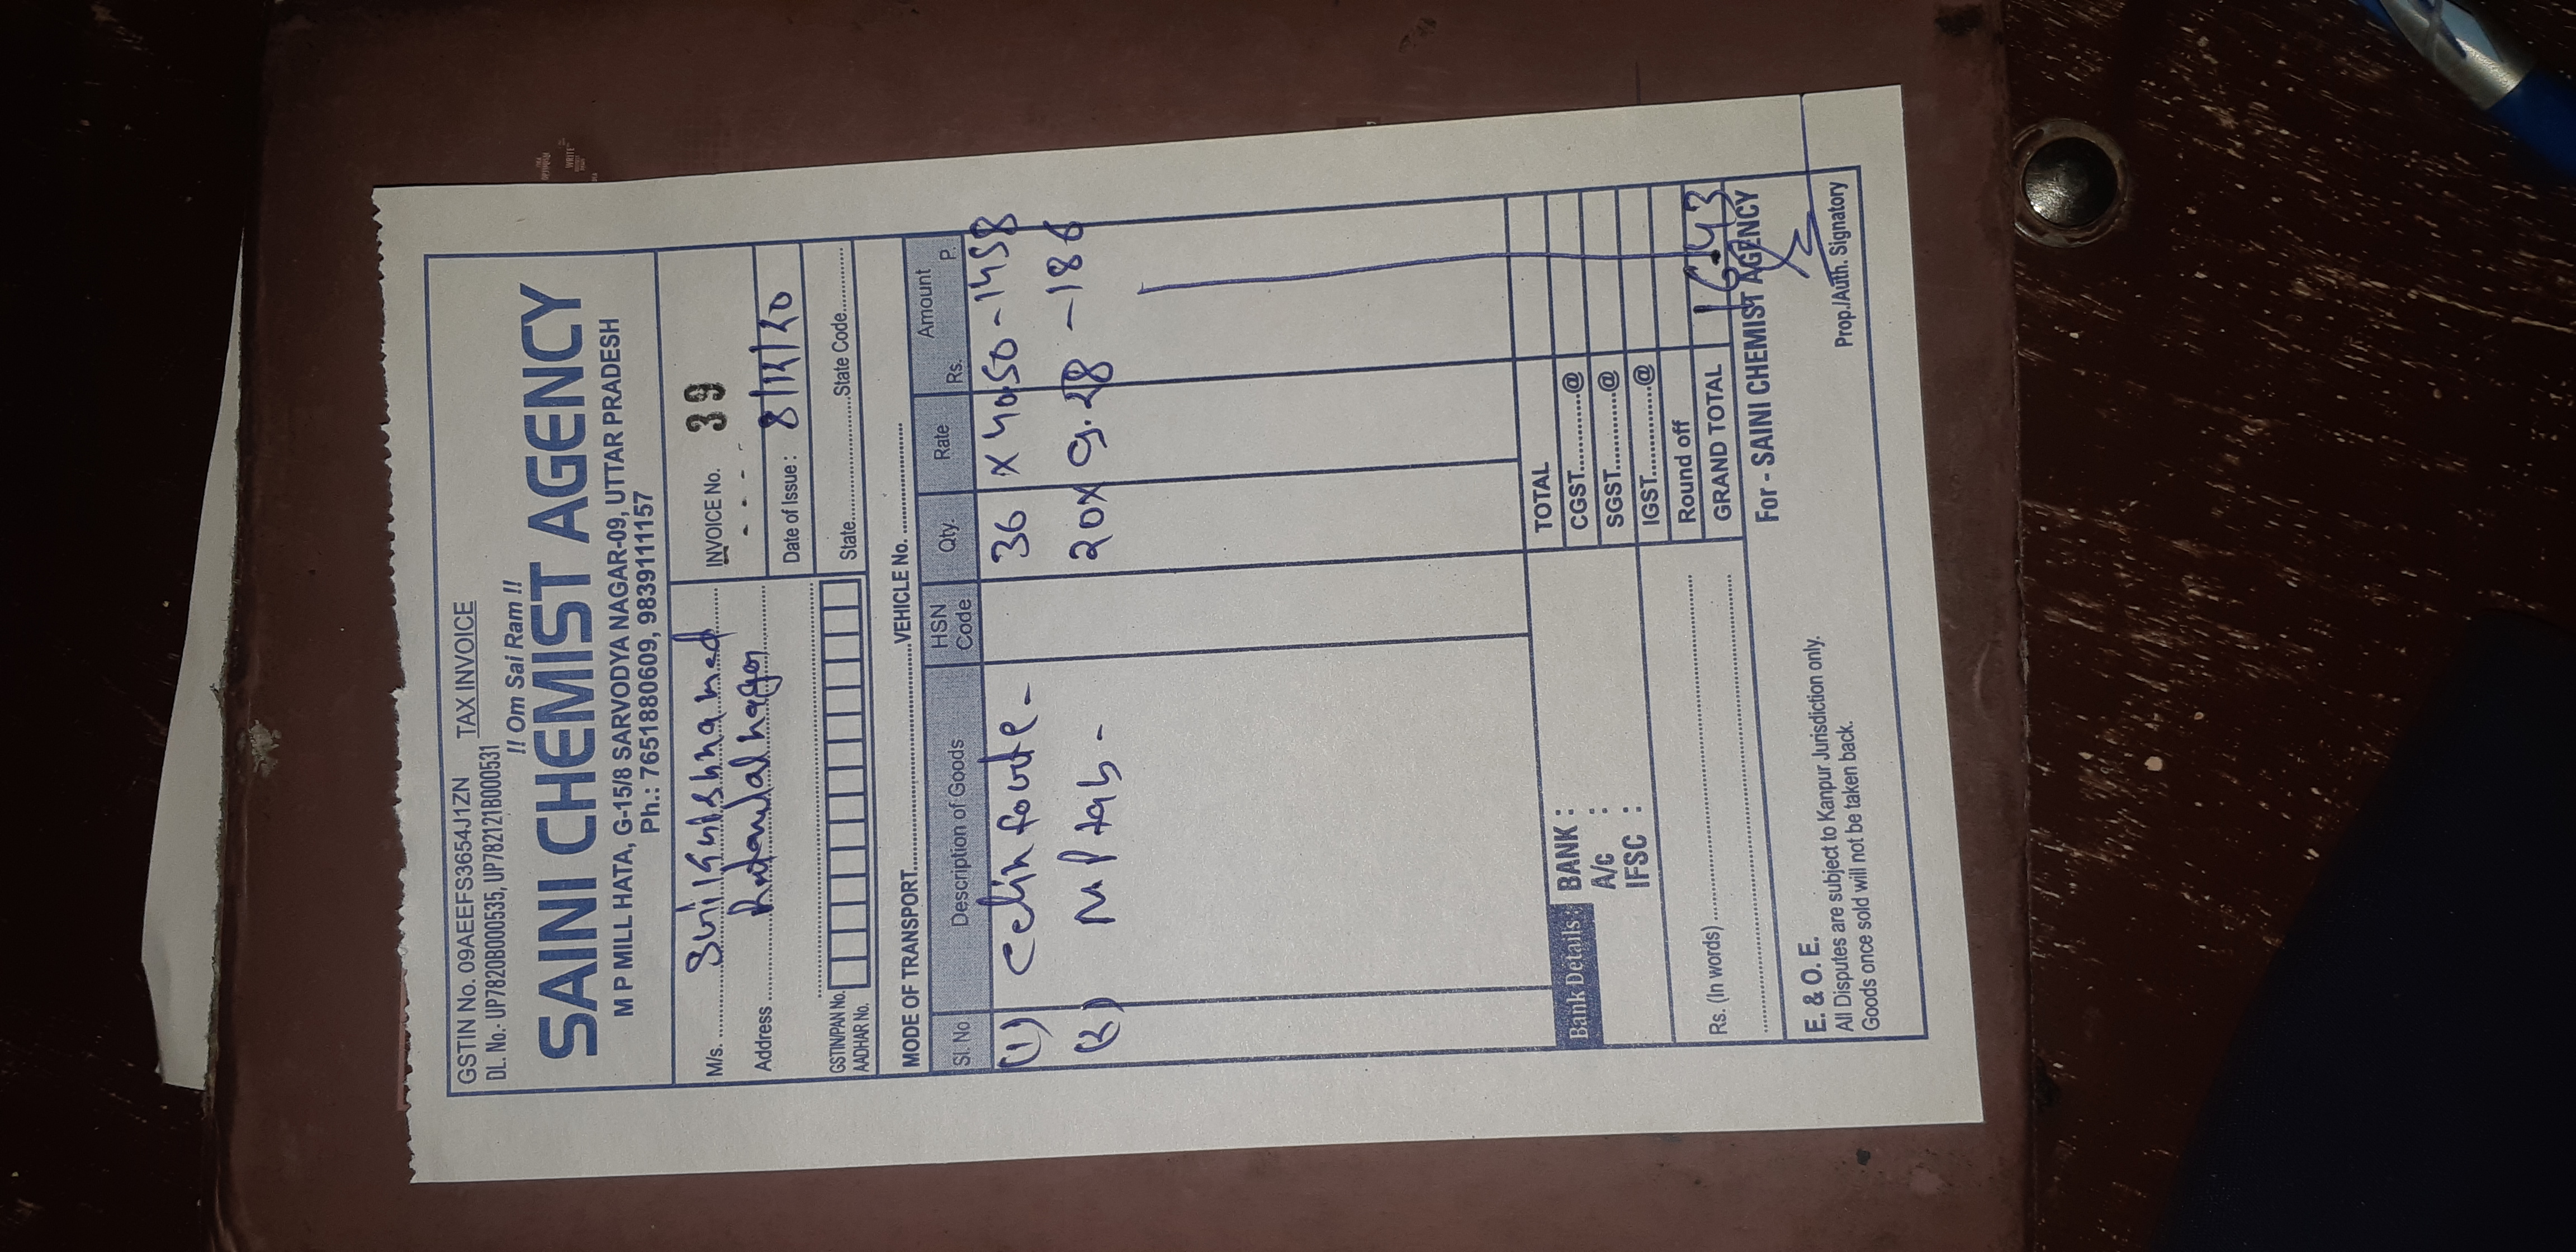 GSTIN No. 09AEEFS3654J1ZN TAX INVOICE
DL. No.- UP7820B000535, UP782121B000531
!! Om Sai Ram !!
SAINI CHEMIST AGENCY
M P MILL HATA, G-15/8 SARVODYA NAGAR-09, UTTAR PRADESH
Ph.: 7651880609, 9839111157
M/s.
INVOICE No. 39
Address
Date of Issue: 8/12/20
GSTIN/PAN No.
AADHAR No.
State............State Code............
MODE OF TRANSPORT............VEHICLE No.............
Sl. No Description of Goods HSN Code Qty. Rate Amount Rs. P.
(1) Celin foute - 36 x 40.50 - 1458
(2) MP tab - 20 x 9.28 - 186
TOTAL
Bank Details: BANK :
A/c :
IFSC :
CGST............@
SGST............@
IGST............@
Round off
Rs. (In words)
GRAND TOTAL 1643
For - SAINI CHEMIST AGENCY
E. & O. E.
All Disputes are subject to Kanpur Jurisdiction only.
Goods once sold will not be taken back.
Prop./Auth. Signatory